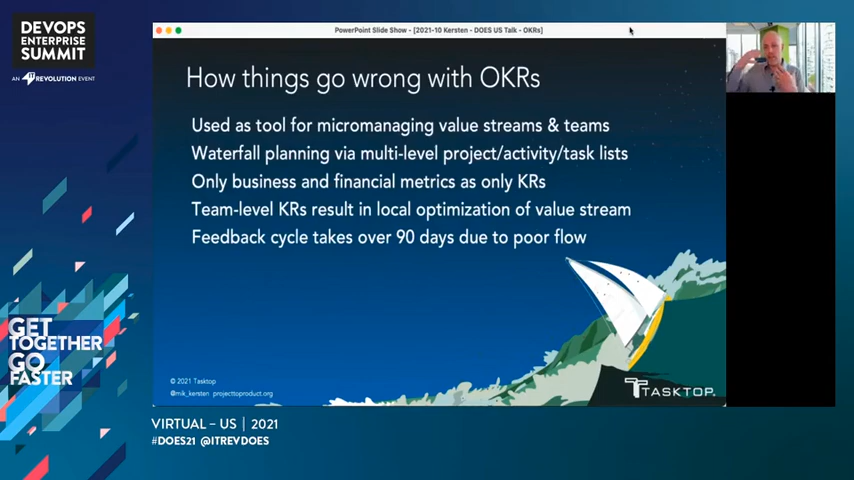 DEVOPS
ENTERPRISE
SUMMIT
AN IT REVOLUTION EVENT
PowerPoint Slide Show - [2021-10 Kersten - DOES US Talk - OKRs]
How things go wrong with OKRs
Used as tool for micromanaging value streams & teams
Waterfall planning via multi-level project/activity/task lists
Only business and financial metrics as only KRs
Team-level KRs result in local optimization of value stream
Feedback cycle takes over 90 days due to poor flow
© 2021 Tasktop
@mik_kersten projecttoproduct.org
TASKTOP.
GET
TOGETHER
GO
FASTER
VIRTUAL – US | 2021
#DOES21 @ITREVDOES